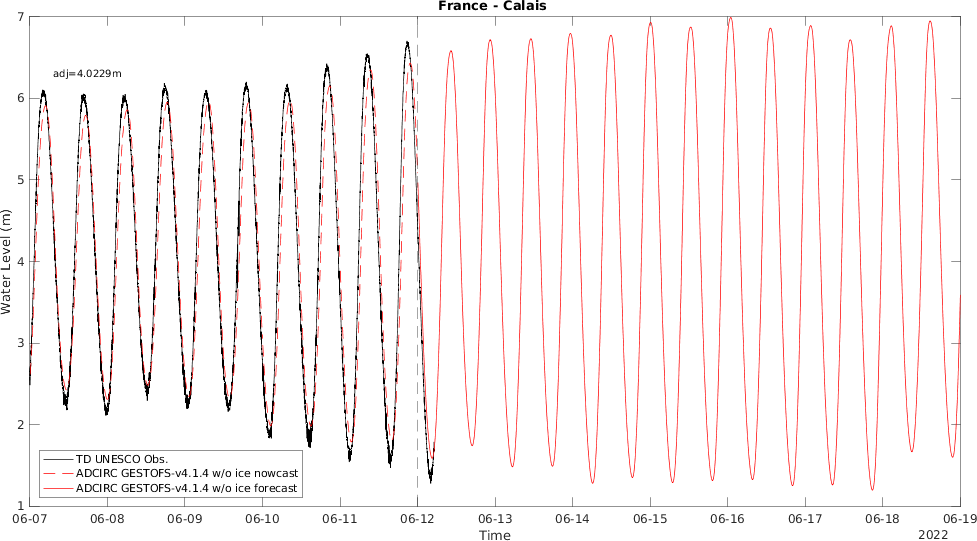 France - Calais
adj=4.0229m
Water Level (m)
7
6
5
4
3
2
1
TD UNESCO Obs.
ADCIRC GESTOFS-v4.1.4 w/o ice nowcast
ADCIRC GESTOFS-v4.1.4 w/o ice forecast
06-07 06-08 06-09 06-10 06-11 06-12 06-13 06-14 06-15 06-16 06-17 06-18 06-19
Time
2022